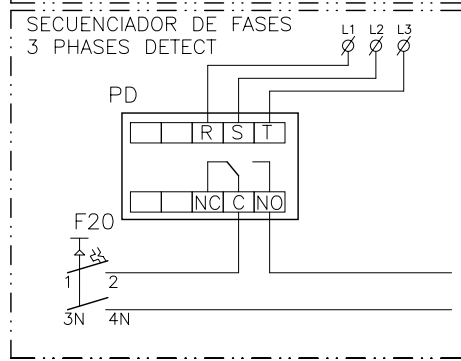 SECUENCIADOR DE FASES
3 PHASES DETECT
L1 L2 L3
PD
R S T
NC C NO
F20
1 2
3N 4N